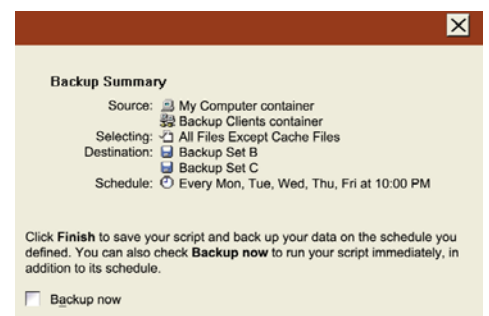 Backup Summary
Source: My Computer container
Backup Clients container
Selecting: All Files Except Cache Files
Destination: Backup Set B
Backup Set C
Schedule: Every Mon, Tue, Wed, Thu, Fri at 10:00 PM
Click Finish to save your script and back up your data on the schedule you
defined. You can also check Backup now to run your script immediately, in
addition to its schedule.
Backup now